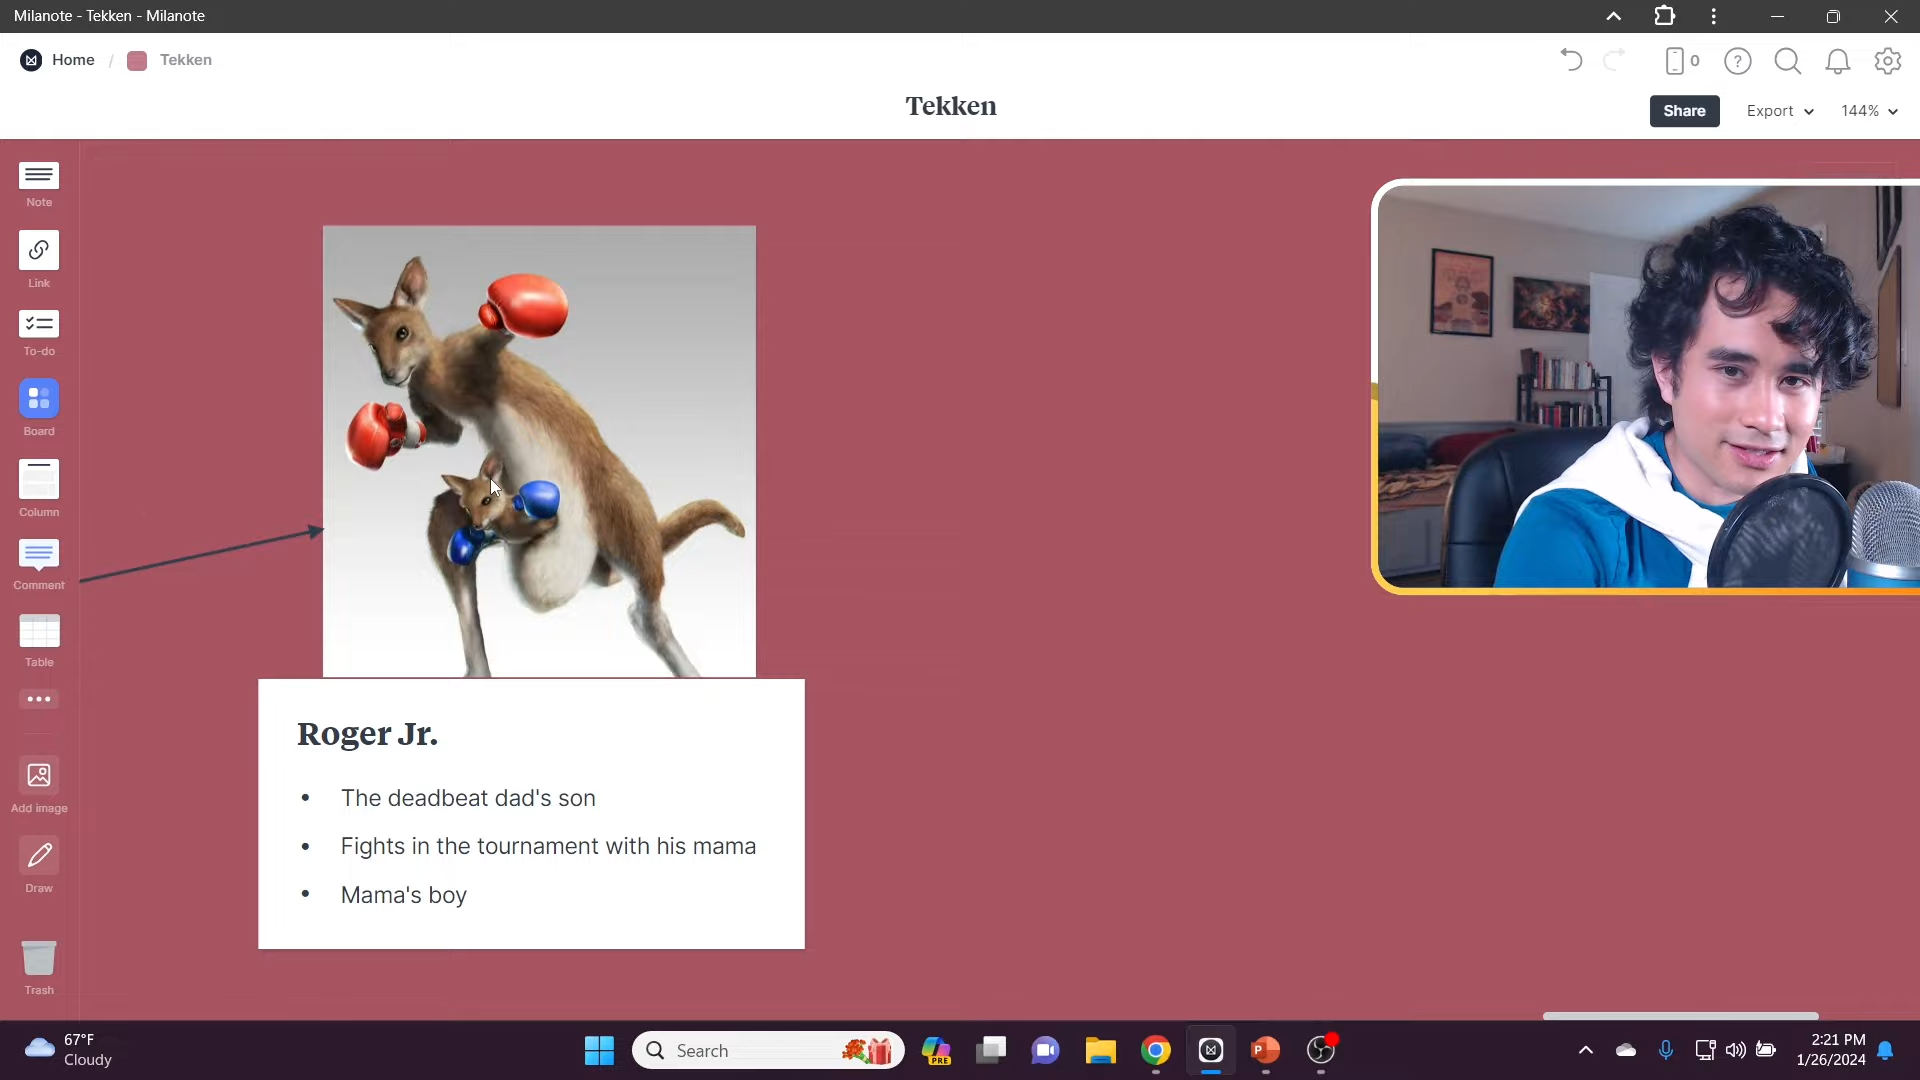 Milanote - Tekken - Milanote
Home / Tekken
0
Tekken
Share
Export
144%
Note
Link
To-do
Board
Column
Comment
Table
Add image
Draw
Trash
Roger Jr.
• The deadbeat dad's son
• Fights in the tournament with his mama
• Mama's boy
67°F
Cloudy
Search
PRE
2:21 PM
1/26/2024